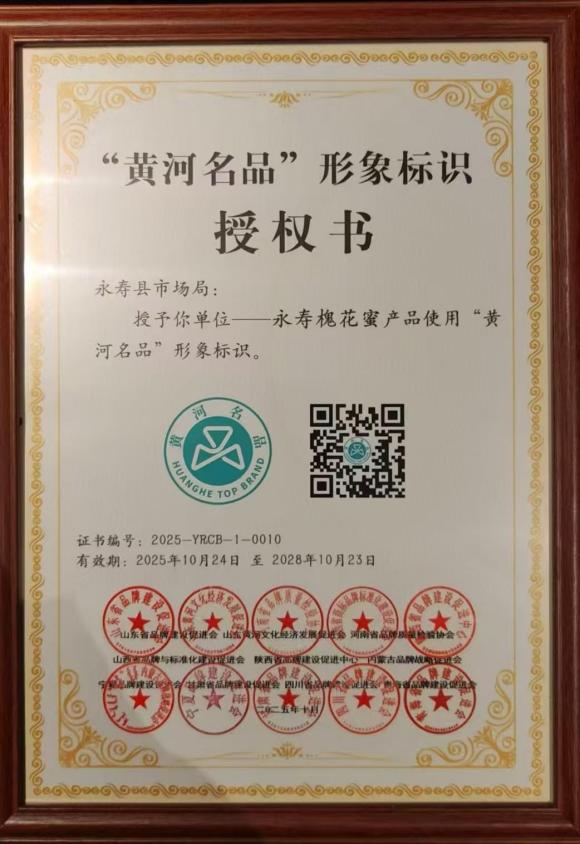 “黄河名品”形象标识
授权书
永寿县市场局：
授予你单位——永寿槐花蜜产品使用“黄
河名品”形象标识。
黄河名品
HUANGHE TOP BRAND
证书编号：2025-YRCB-1-0010
有效期：2025年10月24日 至 2028年10月23日
山东省品牌建设促进会 山东黄河文化经济发展促进会 河南省品牌质量检验协会
山西省品牌与标准化建设促进会 陕西省品牌建设促进中心 内蒙古品牌战略促进会
宁夏品牌建设促进会 甘肃省品牌建设促进会 四川省品牌建设促进会 青海省品牌建设促进会
二〇二五年十月